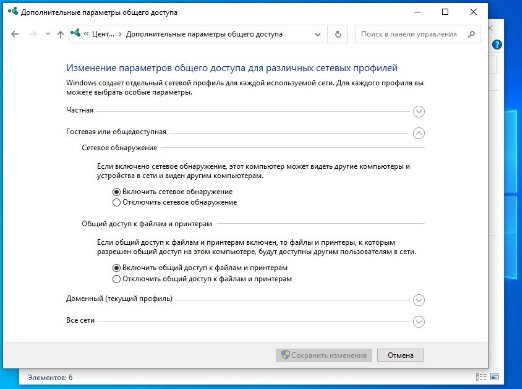 Дополнительные параметры общего доступа
« Цент... > Дополнительные параметры общего доступа
Поиск в панели управления
Изменение параметров общего доступа для различных сетевых профилей
Windows создает отдельный сетевой профиль для каждой используемой сети. Для каждого профиля вы
можете выбрать особые параметры.
Частная
Гостевая или общедоступная
Сетевое обнаружение
Если включено сетевое обнаружение, этот компьютер может видеть другие компьютеры и
устройства в сети и виден другим компьютерам.
Включить сетевое обнаружение
Отключить сетевое обнаружение
Общий доступ к файлам и принтерам
Если общий доступ к файлам и принтерам включен, то файлы и принтеры, к которым
разрешен общий доступ на этом компьютере, будут доступны другим пользователям в сети.
Включить общий доступ к файлам и принтерам
Отключить общий доступ к файлам и принтерам
Доменный (текущий профиль)
Все сети
Сохранить изменения
Отмена
Элементов: 6